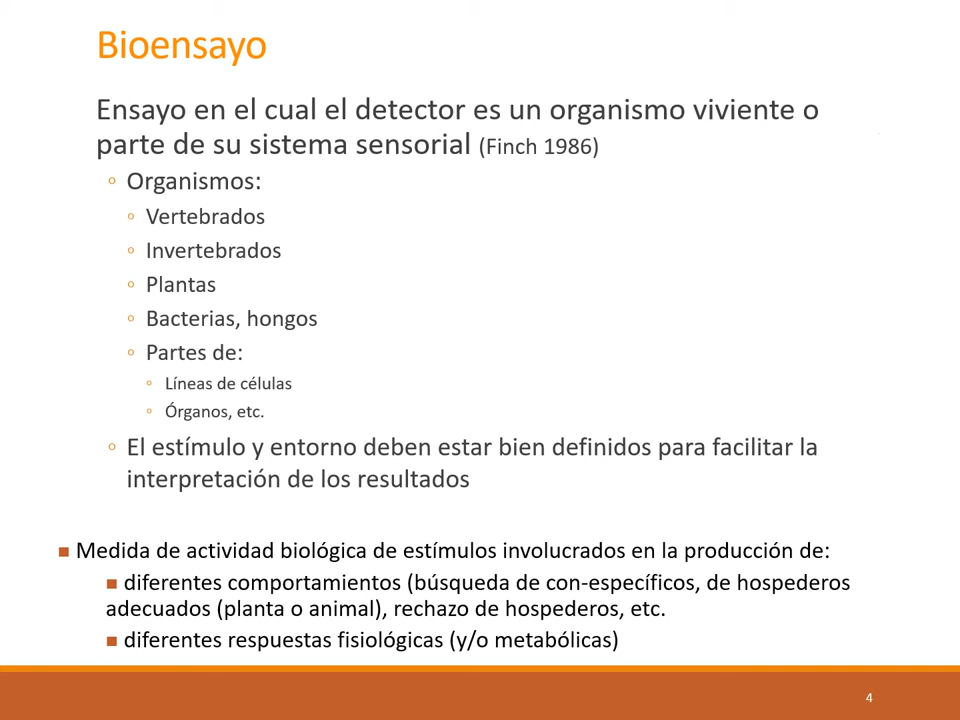 Bioensayo
Ensayo en el cual el detector es un organismo viviente o
parte de su sistema sensorial (Finch 1986)
◦ Organismos:
◦ Vertebrados
◦ Invertebrados
◦ Plantas
◦ Bacterias, hongos
◦ Partes de:
◦ Líneas de células
◦ Órganos, etc.
◦ El estímulo y entorno deben estar bien definidos para facilitar la
interpretación de los resultados
■ Medida de actividad biológica de estímulos involucrados en la producción de:
■ diferentes comportamientos (búsqueda de con-específicos, de hospederos
adecuados (planta o animal), rechazo de hospederos, etc.
■ diferentes respuestas fisiológicas (y/o metabólicas)
4